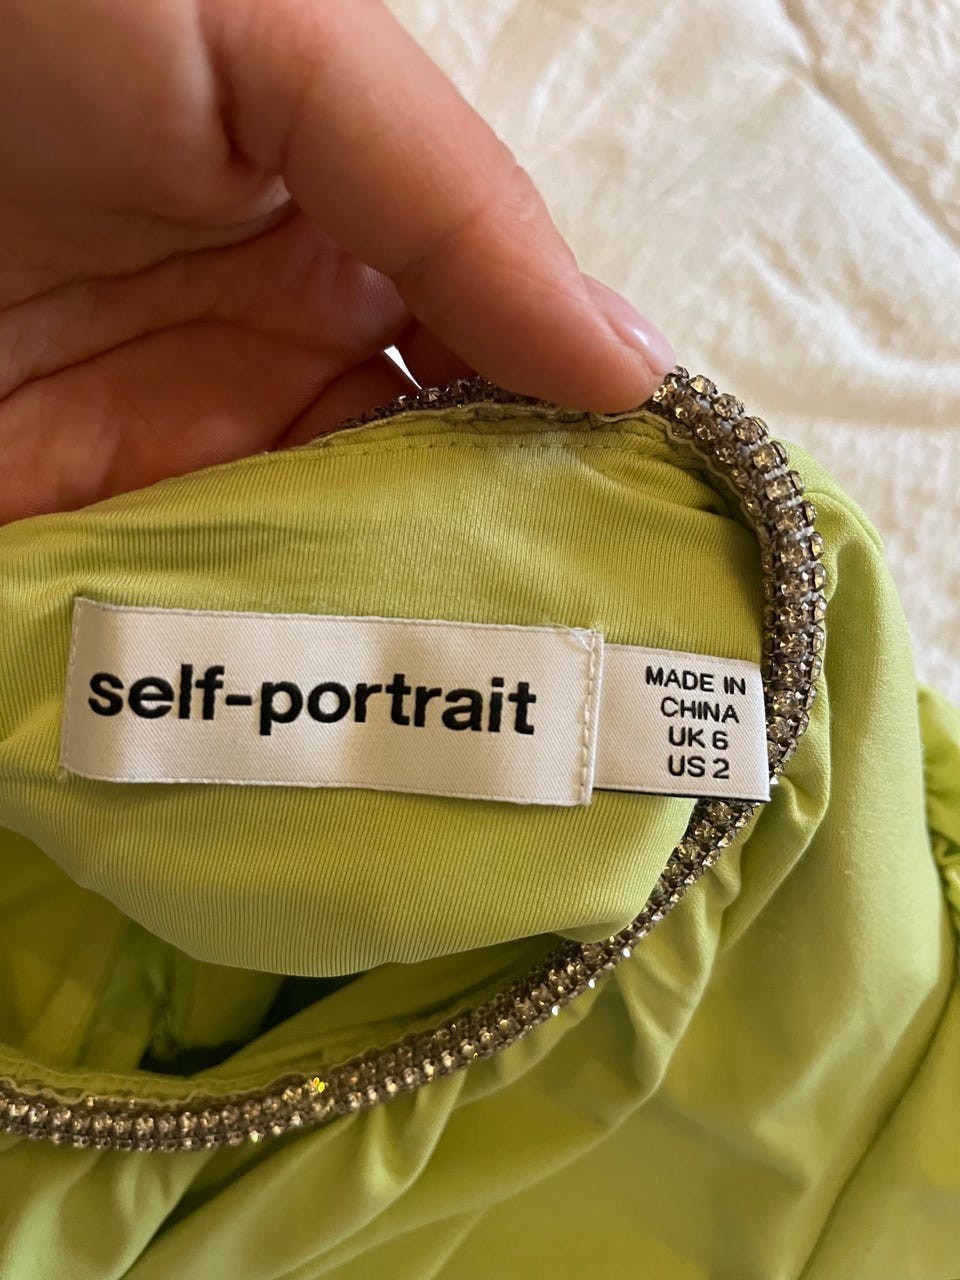 self-portrait
MADE IN
CHINA
UK 6
US 2